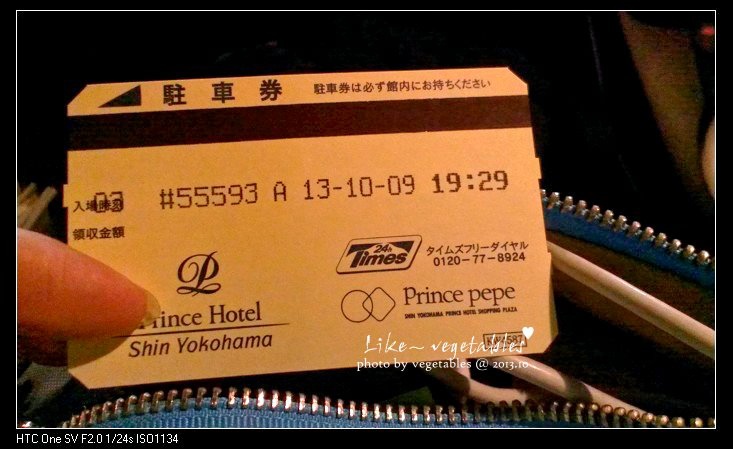 駐車券 駐車券は必ず館内にお持ちください
03 #55593 A 13-10-09 19:29
入場時刻
領収金額
24h Times
タイムズフリーダイヤル
0120-77-8924
Prince Hotel
Shin Yokohama
Prince pepe
SHIN YOKOHAMA PRINCE HOTEL SHOPPING PLAZA
Like~ vegetables
photo by vegetables @ 2013.10
HTC One SV F2.0 1/24s ISO1134